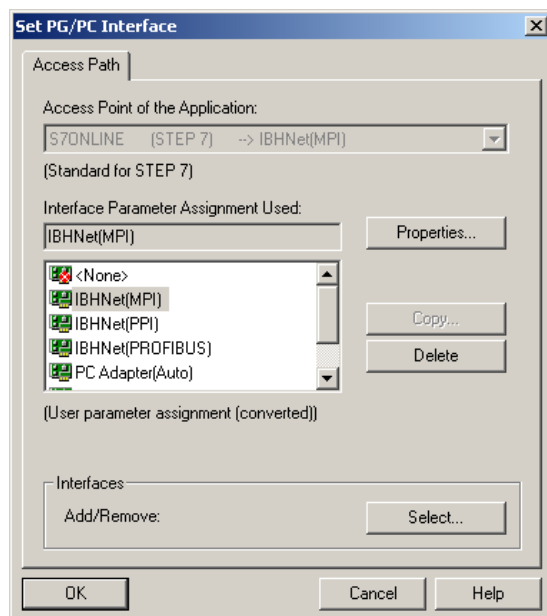 Set PG/PC Interface
Access Path
Access Point of the Application:
S7ONLINE (STEP 7) --> IBHNet(MPI)
(Standard for STEP 7)
Interface Parameter Assignment Used:
IBHNet(MPI)
Properties...
<None>
IBHNet(MPI)
IBHNet(PPI)
IBHNet(PROFIBUS)
PC Adapter(Auto)
Copy...
Delete
(User parameter assignment (converted))
Interfaces
Add/Remove:
Select...
OK
Cancel
Help